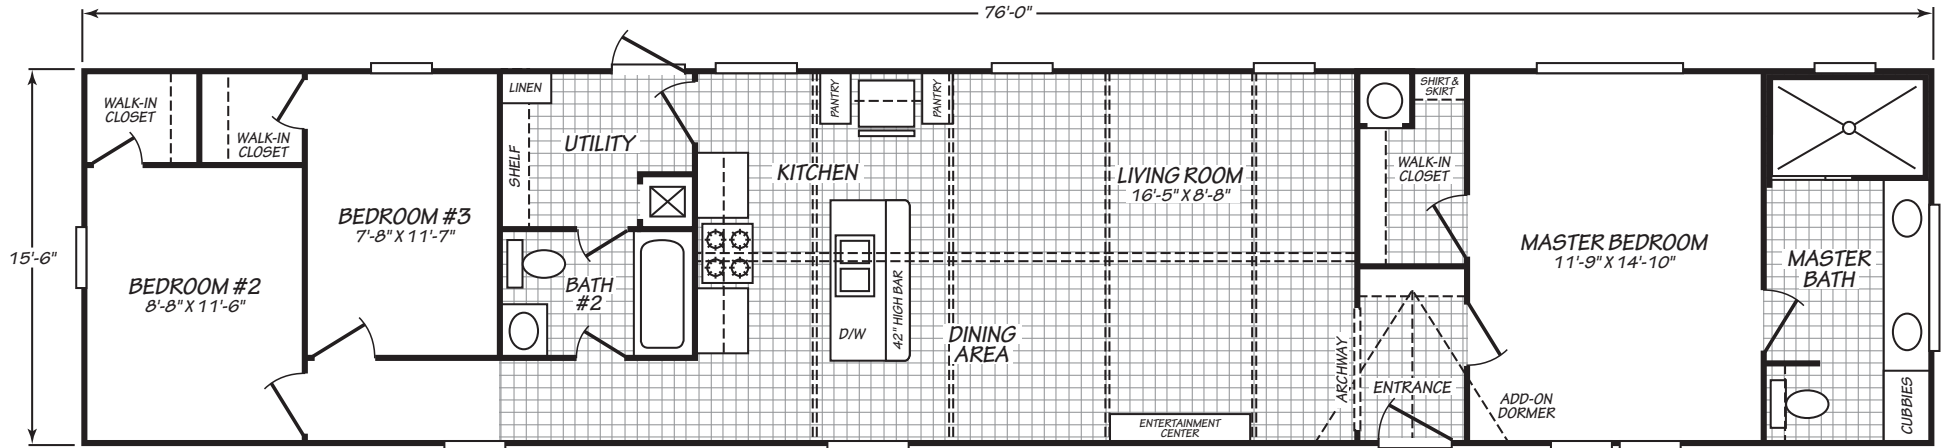 76'-0"
15'-6"
WALK-IN
CLOSET
WALK-IN
CLOSET
BEDROOM #2
8'-8" X 11'-6"
BEDROOM #3
7'-8" X 11'-7"
LINEN
SHELF
UTILITY
BATH
#2
KITCHEN
PANTRY
PANTRY
D/W
42" HIGH BAR
DINING
AREA
LIVING ROOM
16'-5" X 8'-8"
ENTERTAINMENT
CENTER
SHIRT &
SKIRT
WALK-IN
CLOSET
ARCHWAY
ENTRANCE
ADD-ON
DORMER
MASTER BEDROOM
11'-9" X 14'-10"
MASTER
BATH
CUBBIES